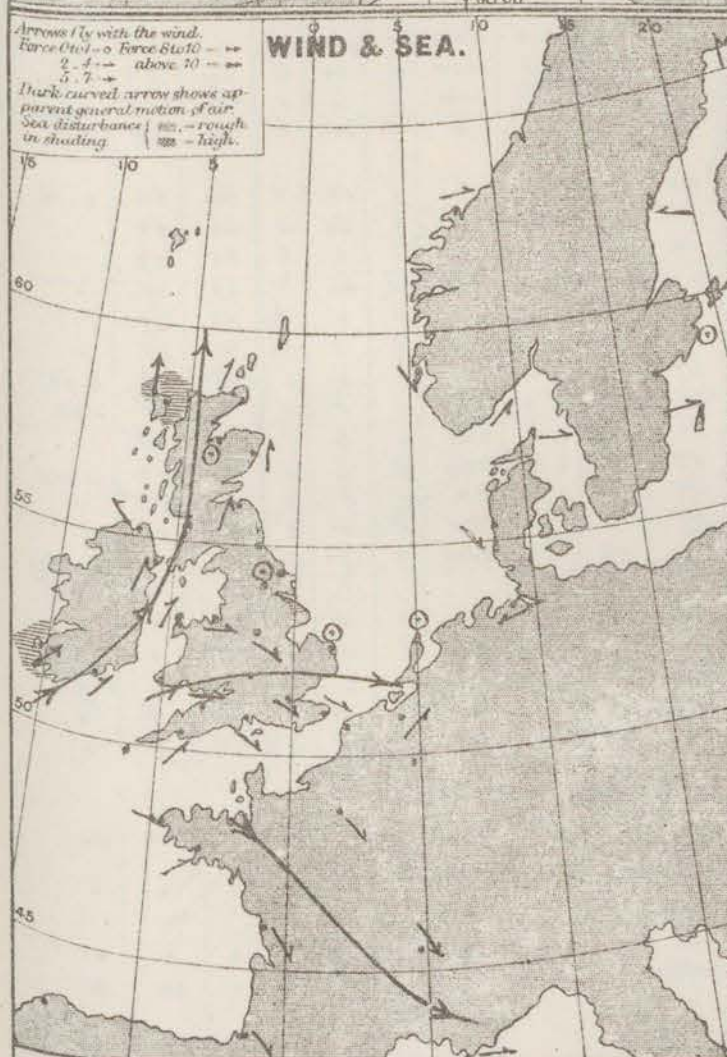 0 5 15 20
WIND & SEA.
Arrows fly with the wind.
Force 0 to 1 - o Force 8 to 10 -
2 . 4 - above 10 -
5 . 7 -
Dark curved arrow shows ap-
parent general motion of air.
Sea disturbance - rough
in shading - high.
15 10 5
60
55
50
45